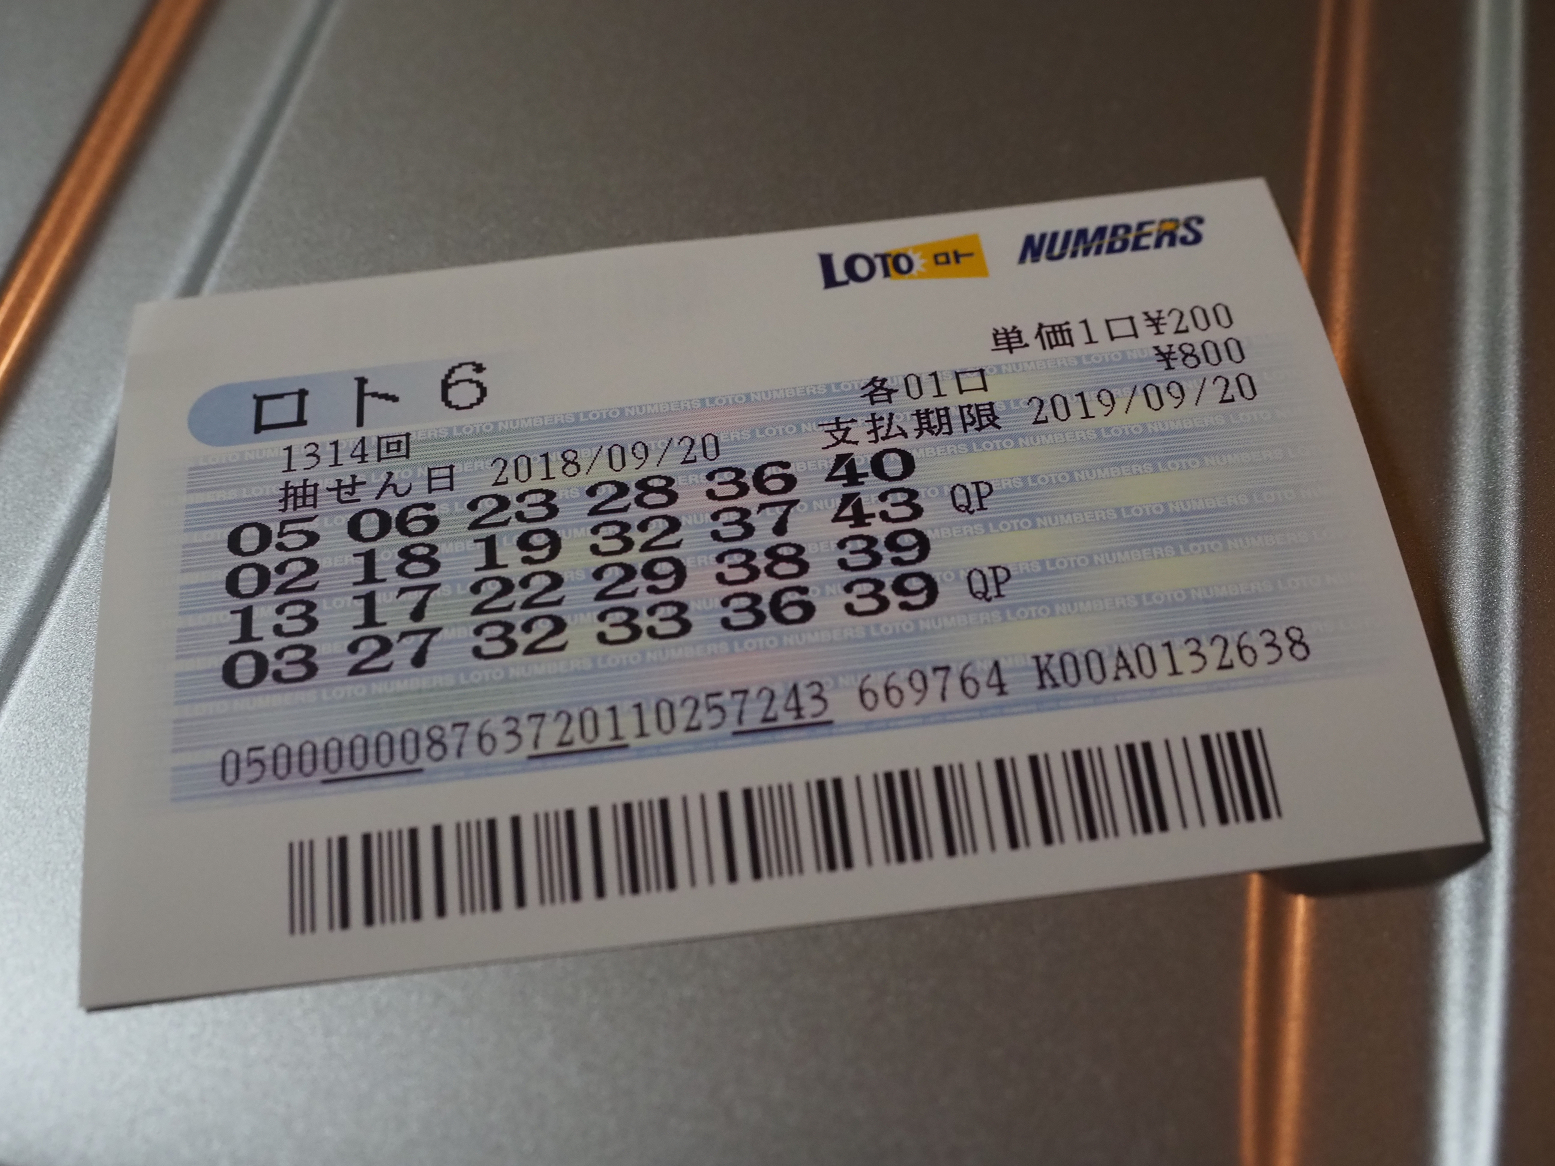 LOTO ロト NUMBERS
単価1口¥200
¥800
ロト6
各01口
1314回
支払期限 2019/09/20
抽せん日 2018/09/20
05 06 23 28 36 40
02 18 19 32 37 43 QP
13 17 22 29 38 39
03 27 32 33 36 39 QP
050000008763720110257243 669764 K00A0132638